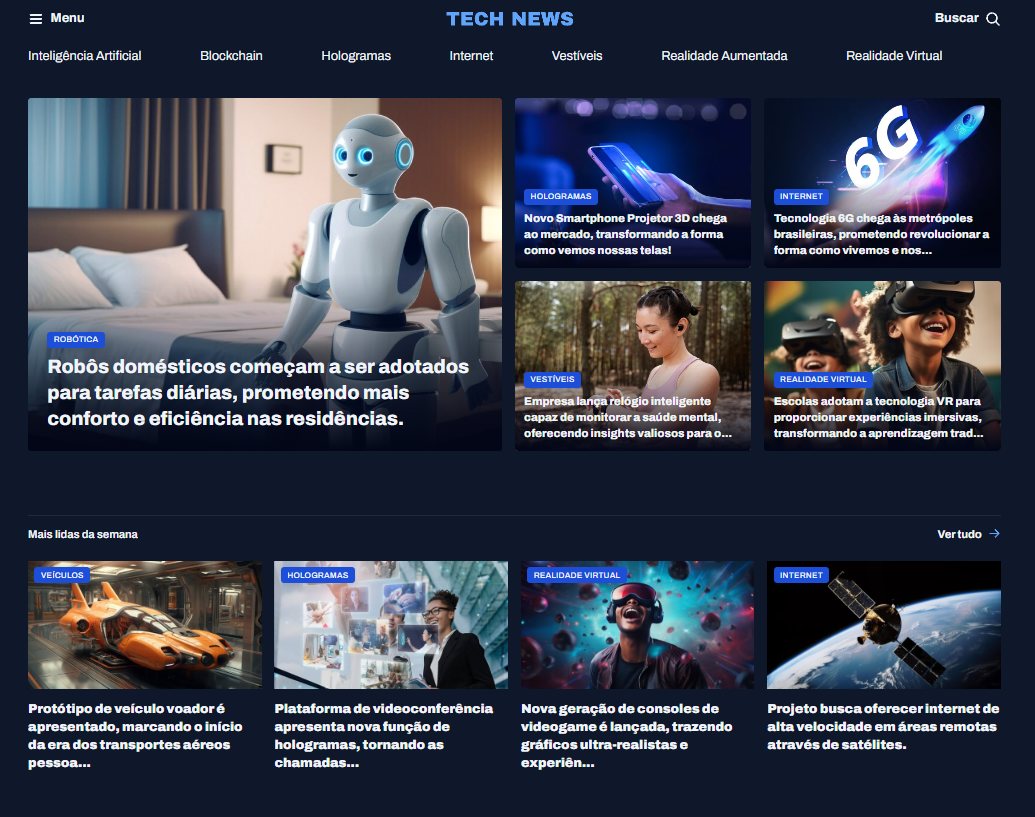 Menu
TECH NEWS
Buscar
Inteligência Artificial
Blockchain
Hologramas
Internet
Vestíveis
Realidade Aumentada
Realidade Virtual
ROBÓTICA
Robôs domésticos começam a ser adotados
para tarefas diárias, prometendo mais
conforto e eficiência nas residências.
HOLOGRAMAS
Novo Smartphone Projetor 3D chega
ao mercado, transformando a forma
como vemos nossas telas!
6G
INTERNET
Tecnologia 6G chega às metrópoles
brasileiras, prometendo revolucionar a
forma como vivemos e nos...
VESTÍVEIS
Empresa lança relógio inteligente
capaz de monitorar a saúde mental,
oferecendo insights valiosos para o...
REALIDADE VIRTUAL
Escolas adotam a tecnologia VR para
proporcionar experiências imersivas,
transformando a aprendizagem trad...
Mais lidas da semana
Ver tudo
VEÍCULOS
Protótipo de veículo voador é
apresentado, marcando o início
da era dos transportes aéreos
pessoa...
HOLOGRAMAS
Plataforma de videoconferência
apresenta nova função de
hologramas, tornando as
chamadas...
REALIDADE VIRTUAL
Nova geração de consoles de
videogame é lançada, trazendo
gráficos ultra-realistas e
experiên...
INTERNET
Projeto busca oferecer internet de
alta velocidade em áreas remotas
através de satélites.